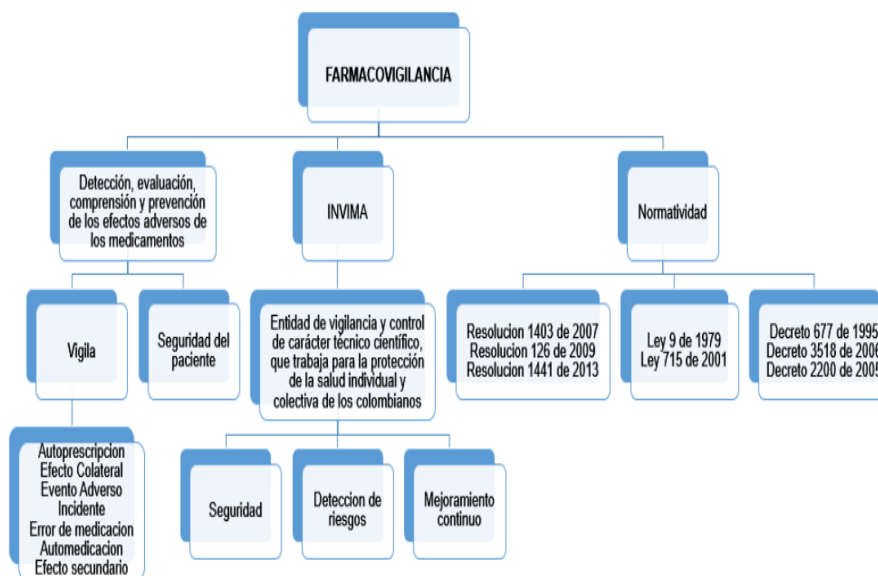 FARMACOVIGILANCIA
Detección, evaluación,
comprensión y prevención
de los efectos adversos de
los medicamentos
INVIMA
Normatividad
Vigila
Seguridad del
paciente
Entidad de vigilancia y control
de carácter técnico científico,
que trabaja para la protección
de la salud individual y
colectiva de los colombianos
Resolucion 1403 de 2007
Resolucion 126 de 2009
Resolucion 1441 de 2013
Ley 9 de 1979
Ley 715 de 2001
Decreto 677 de 1995
Decreto 3518 de 2006
Decreto 2200 de 2005
Autoprescripcion
Efecto Colateral
Evento Adverso
Incidente
Error de medicacion
Automedicacion
Efecto secundario
Seguridad
Deteccion de
riesgos
Mejoramiento
continuo